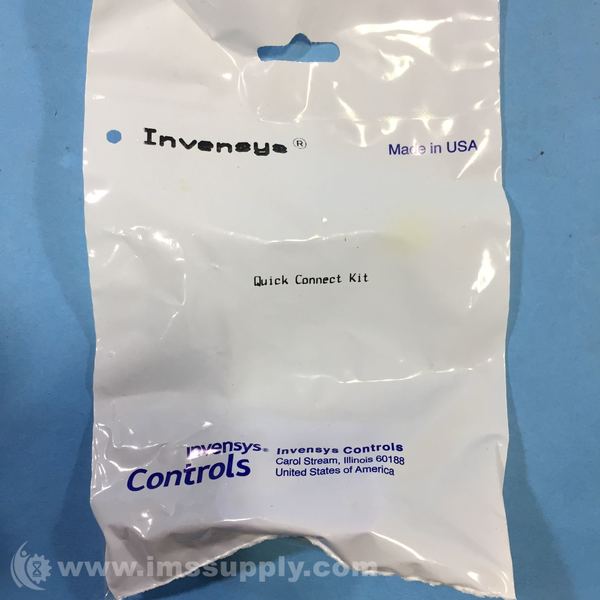 Invensys®
Made in USA
Quick Connect Kit
invensys®
Controls
Invensys Controls
Carol Stream, Illinois 60188
United States of America
www.imssupply.com